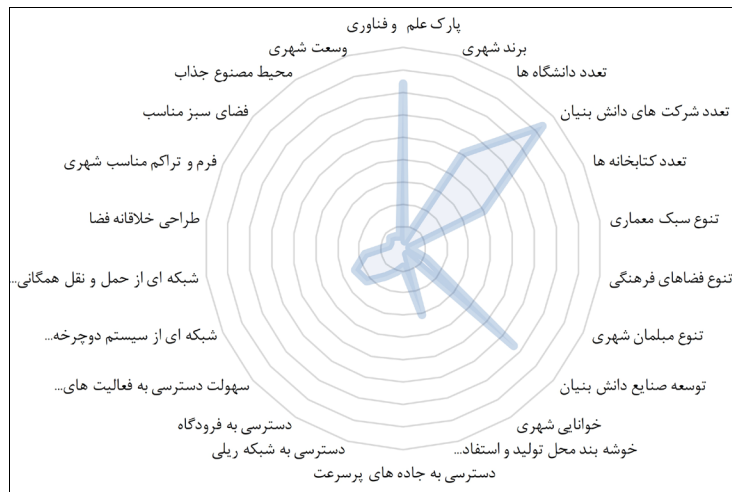 پارک علم و فناوری
برند شهری
تعدد دانشگاه ها
تعدد شرکت های دانش بنیان
تعدد کتابخانه ها
تنوع سبک معماری
تنوع فضاهای فرهنگی
تنوع مبلمان شهری
توسعه صنایع دانش بنیان
خوانایی شهری
خوشه بند محل تولید و استفاد...
دسترسی به جاده های پرسرعت
دسترسی به شبکه ریلی
دسترسی به فرودگاه
سهولت دسترسی به فعالیت های...
شبکه ای از سیستم دوچرخه...
شبکه ای از حمل و نقل همگانی...
طراحی خلاقانه فضا
فرم و تراکم مناسب شهری
فضای سبز مناسب
محیط مصنوع جذاب
وسعت شهری